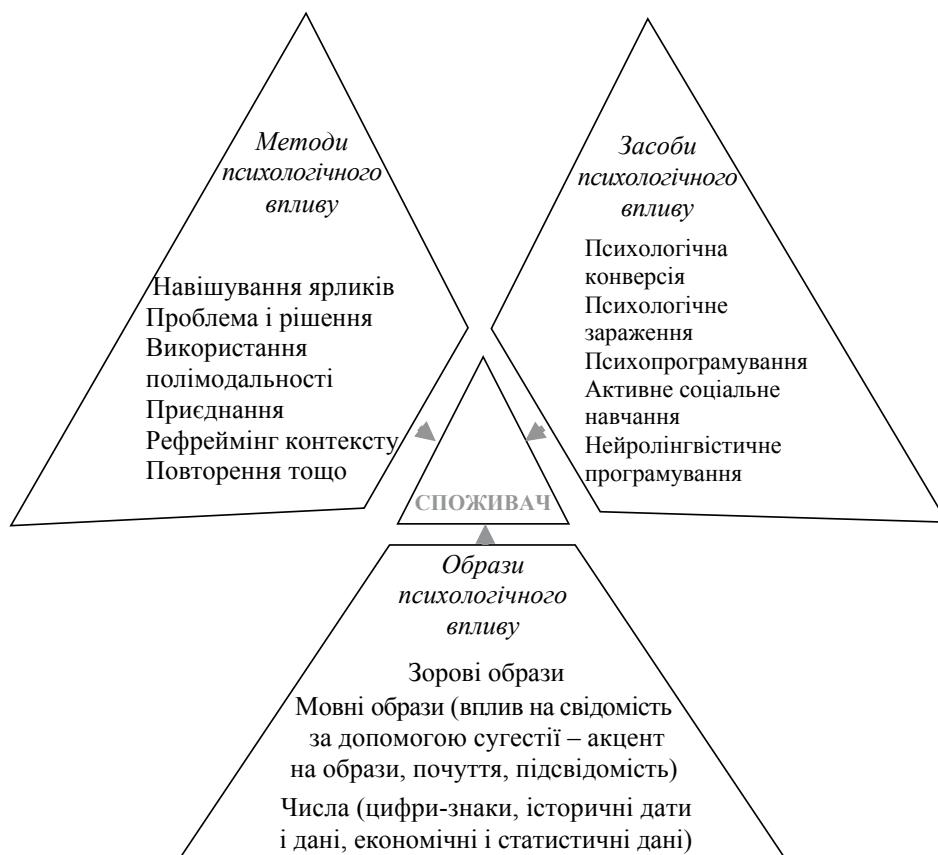 Методи
психологічного
впливу
Навішування ярликів
Проблема і рішення
Використання
полімодальності
Приєднання
Рефреймінг контексту
Повторення тощо
Засоби
психологічного
впливу
Психологічна
конверсія
Психологічне
зараження
Психопрограмування
Активне соціальне
навчання
Нейролінгвістичне
програмування
СПОЖИВАЧ
Образи
психологічного
впливу
Зорові образи
Мовні образи (вплив на свідомість
за допомогою сугестії – акцент
на образи, почуття, підсвідомість)
Числа (цифри-знаки, історичні дати
і дані, економічні і статистичні дані)